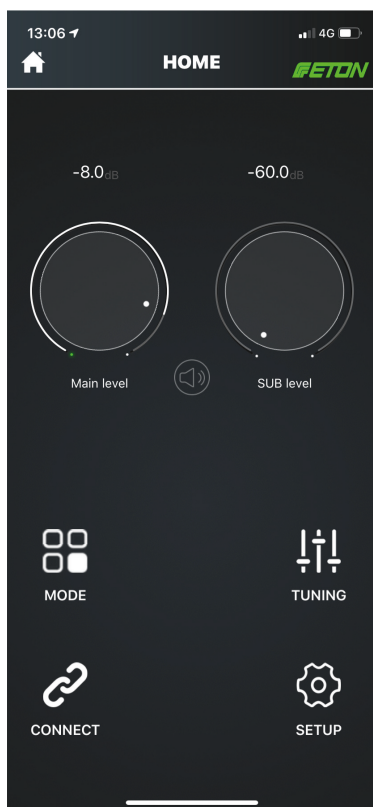 13:06
4G
HOME
ETON
-8.0dB
-60.0dB
Main level
SUB level
MODE
TUNING
CONNECT
SETUP